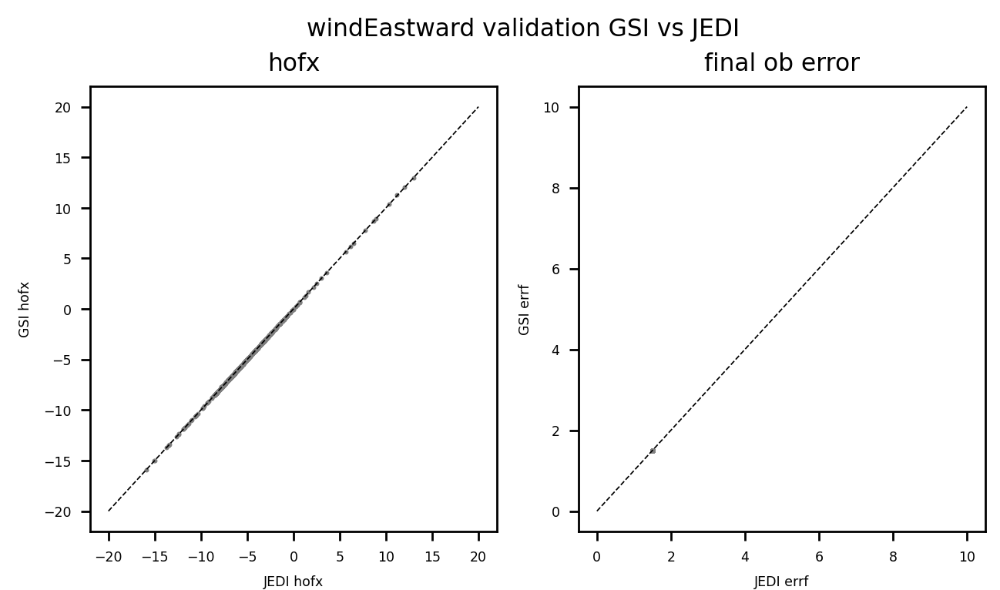 windEastward validation GSI vs JEDI
hofx
final ob error
20
15
10
5
0
−5
−10
−15
−20
GSI hofx
−20 −15 −10 −5 0 5 10 15 20
JEDI hofx
10
8
6
4
2
0
GSI errf
0 2 4 6 8 10
JEDI errf